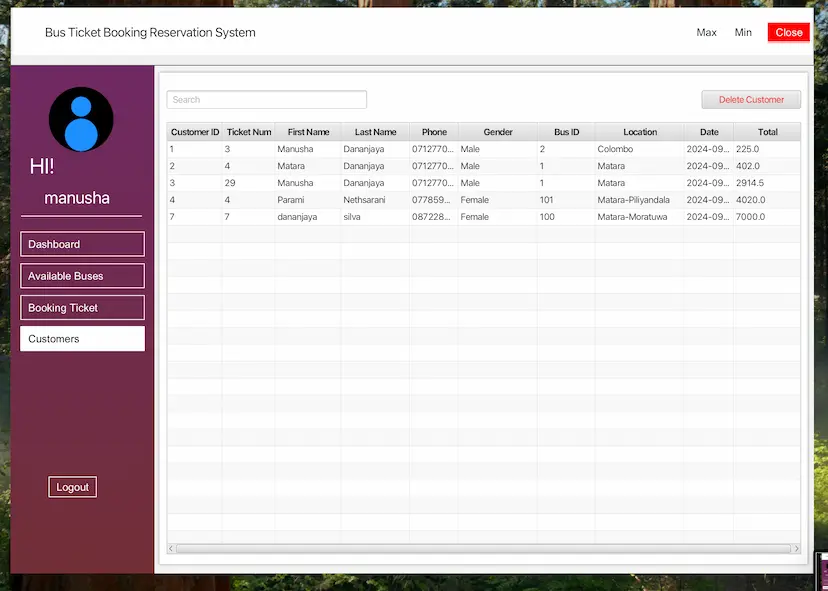 Bus Ticket Booking Reservation System
Max Min Close
HI!
manusha
Dashboard
Available Buses
Booking Ticket
Customers
Logout
Search
Delete Customer
Customer ID Ticket Num First Name Last Name Phone Gender Bus ID Location Date Total
1 3 Manusha Dananjaya 0712770... Male 2 Colombo 2024-09... 225.0
2 4 Matara Dananjaya 0712770... Male 1 Matara 2024-09... 402.0
3 29 Manusha Dananjaya 0712770... Male 1 Matara 2024-09... 2914.5
4 4 Parami Nethsarani 077859... Female 101 Matara-Piliyandala 2024-09... 4020.0
7 7 dananjaya silva 087228... Female 100 Matara-Moratuwa 2024-09... 7000.0